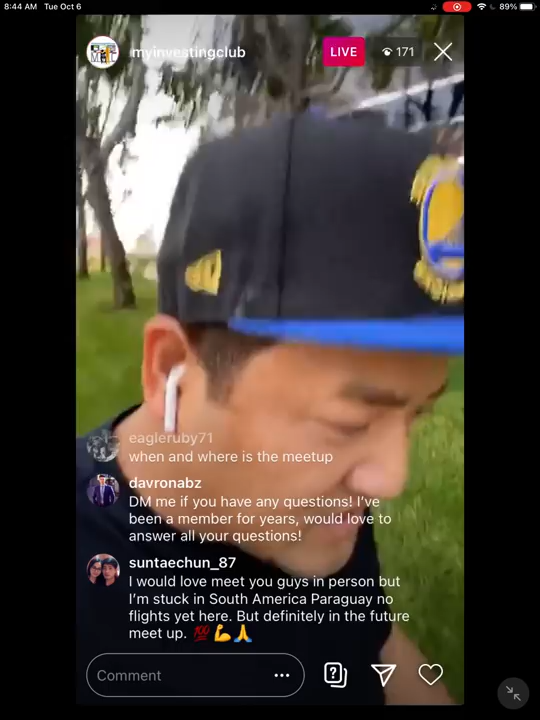 8:44 AM Tue Oct 6
89%
myinvestingclub
LIVE
171
eagleruby71
when and where is the meetup
davronabz
DM me if you have any questions! I've
been a member for years, would love to
answer all your questions!
suntaechun_87
I would love meet you guys in person but
I'm stuck in South America Paraguay no
flights yet here. But definitely in the future
meet up. 💯💪🙏
Comment